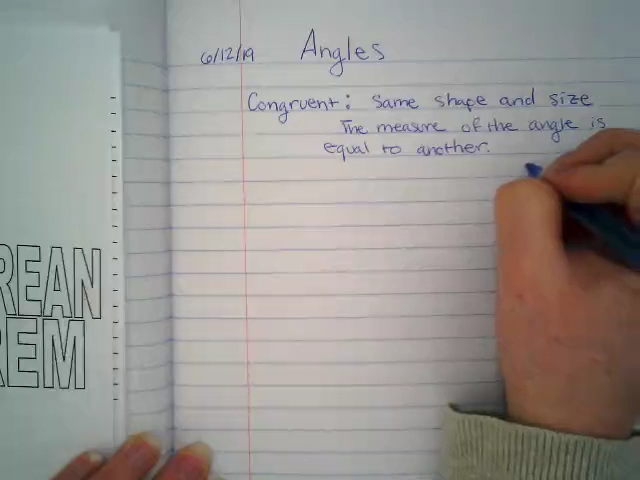 6/12/19 Angles
Congruent: Same shape and size
The measure of the angle is
equal to another.
REAN
REM